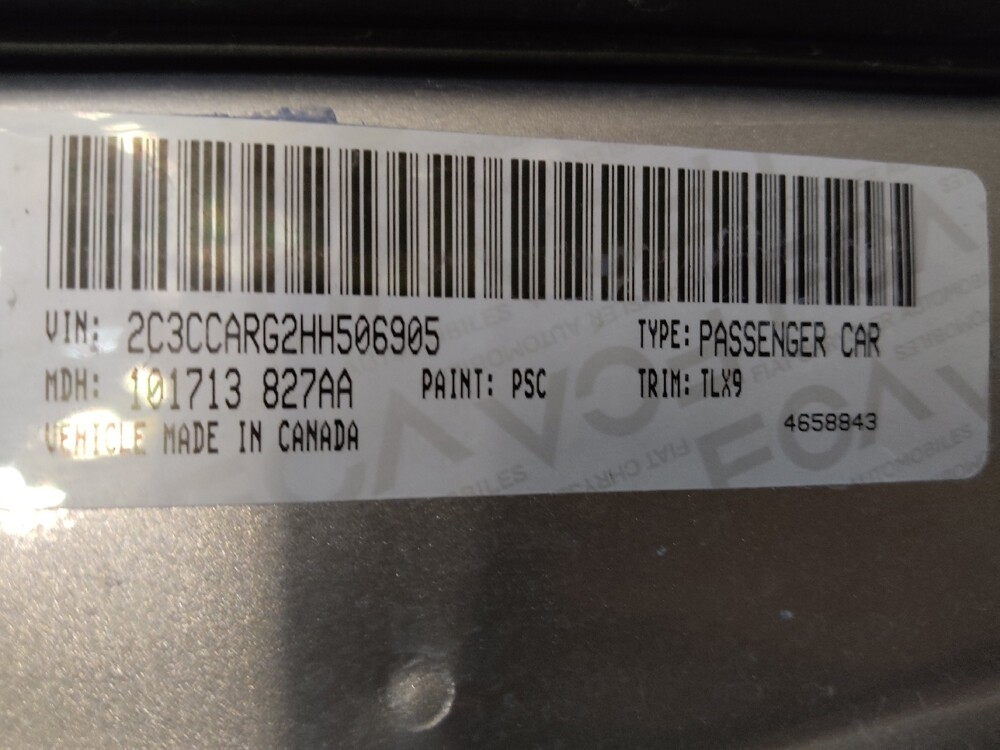 VIN: 2C3CCARG2HH506905 TYPE: PASSENGER CAR
MDH: 101713 827AA PAINT: PSC TRIM: TLX9
VEHICLE MADE IN CANADA 4658843